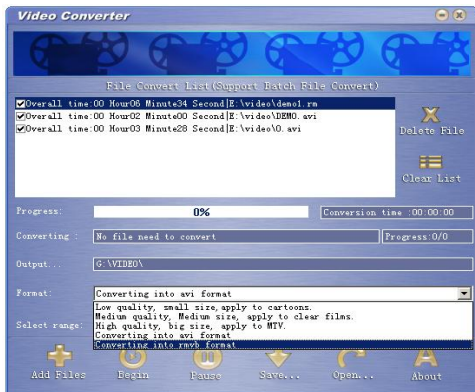 Video Converter
File Convert List(Support Batch File Convert)
Overall time:00 Hour06 Minute34 Second|E:\video\demo1.rm
Overall time:00 Hour02 Minute00 Second|E:\video\DEMO.avi
Overall time:00 Hour03 Minute28 Second|E:\video\0.avi
Delete File
Clear List
Progress: 0% Conversion time :00:00:00
Converting : No file need to convert Progress:0/0
Output... G:\VIDEO\
Format: Converting into avi format
Low quality, small size,apply to cartoons.
Medium quality, Medium size, apply to clear films.
High quality, big size, apply to MTV.
Select range: Converting into avi format
Converting into rmvb format
Add Files Begin Pause Save... Open... About